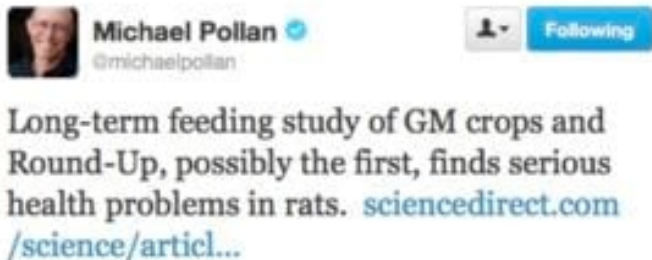 Michael Pollan
Following
@michaelpollan
Long-term feeding study of GM crops and
Round-Up, possibly the first, finds serious
health problems in rats. sciencedirect.com
/science/articl...